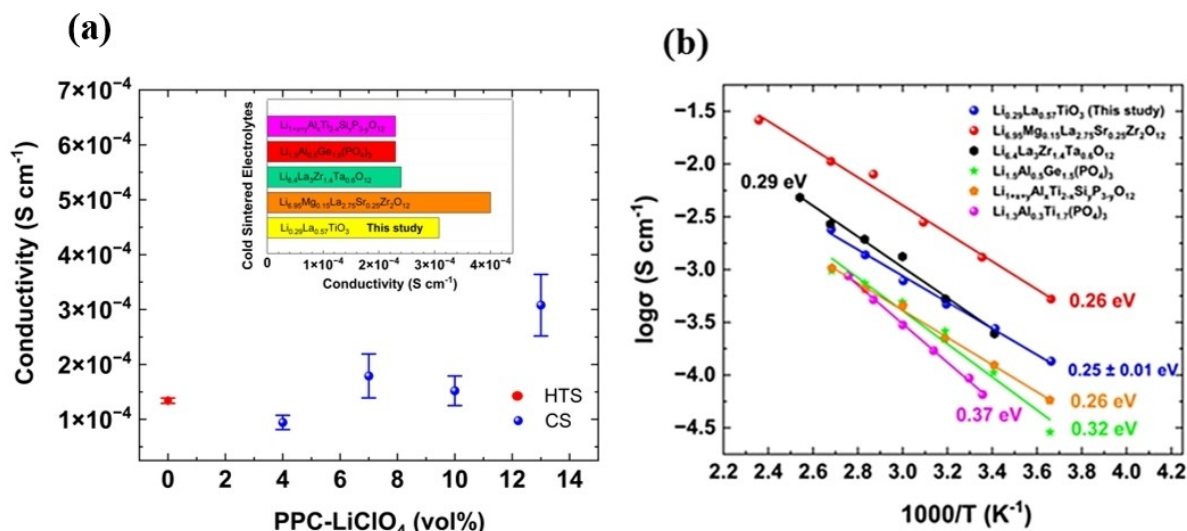 (a)
Conductivity (S cm⁻¹)
7×10⁻⁴
6×10⁻⁴
5×10⁻⁴
4×10⁻⁴
3×10⁻⁴
2×10⁻⁴
1×10⁻⁴
0 2 4 6 8 10 12 14
PPC-LiClO₄ (vol%)
HTS
CS
Cold Sintered Electrolytes
Li₁₊ₓ₊ᵧAlₓTi₂₋ₓSiᵧP₃₋ᵧO₁₂
Li₁.₅Al₀.₅Ge₁.₅(PO₄)₃
Li₆.₄La₃Zr₁.₄Ta₀.₆O₁₂
Li₆.₉₅Mg₀.₁₅La₂.₇₅Sr₀.₂₅Zr₂O₁₂
Li₀.₂₉La₀.₅₇TiO₃ This study
0 1×10⁻⁴ 2×10⁻⁴ 3×10⁻⁴ 4×10⁻⁴
Conductivity (S cm⁻¹)
(b)
logσ (S cm⁻¹)
−1.5
−2.0
−2.5
−3.0
−3.5
−4.0
−4.5
2.2 2.4 2.6 2.8 3.0 3.2 3.4 3.6 3.8 4.0 4.2
1000/T (K⁻¹)
Li₀.₂₉La₀.₅₇TiO₃ (This study)
Li₆.₉₅Mg₀.₁₅La₂.₇₅Sr₀.₂₅Zr₂O₁₂
Li₆.₄La₃Zr₁.₄Ta₀.₆O₁₂
Li₁.₅Al₀.₅Ge₁.₅(PO₄)₃
Li₁₊ₓ₊ᵧAlₓTi₂₋ₓSiᵧP₃₋ᵧO₁₂
Li₁.₃Al₀.₃Ti₁.₇(PO₄)₃
0.29 eV
0.26 eV
0.25 ± 0.01 eV
0.26 eV
0.32 eV
0.37 eV